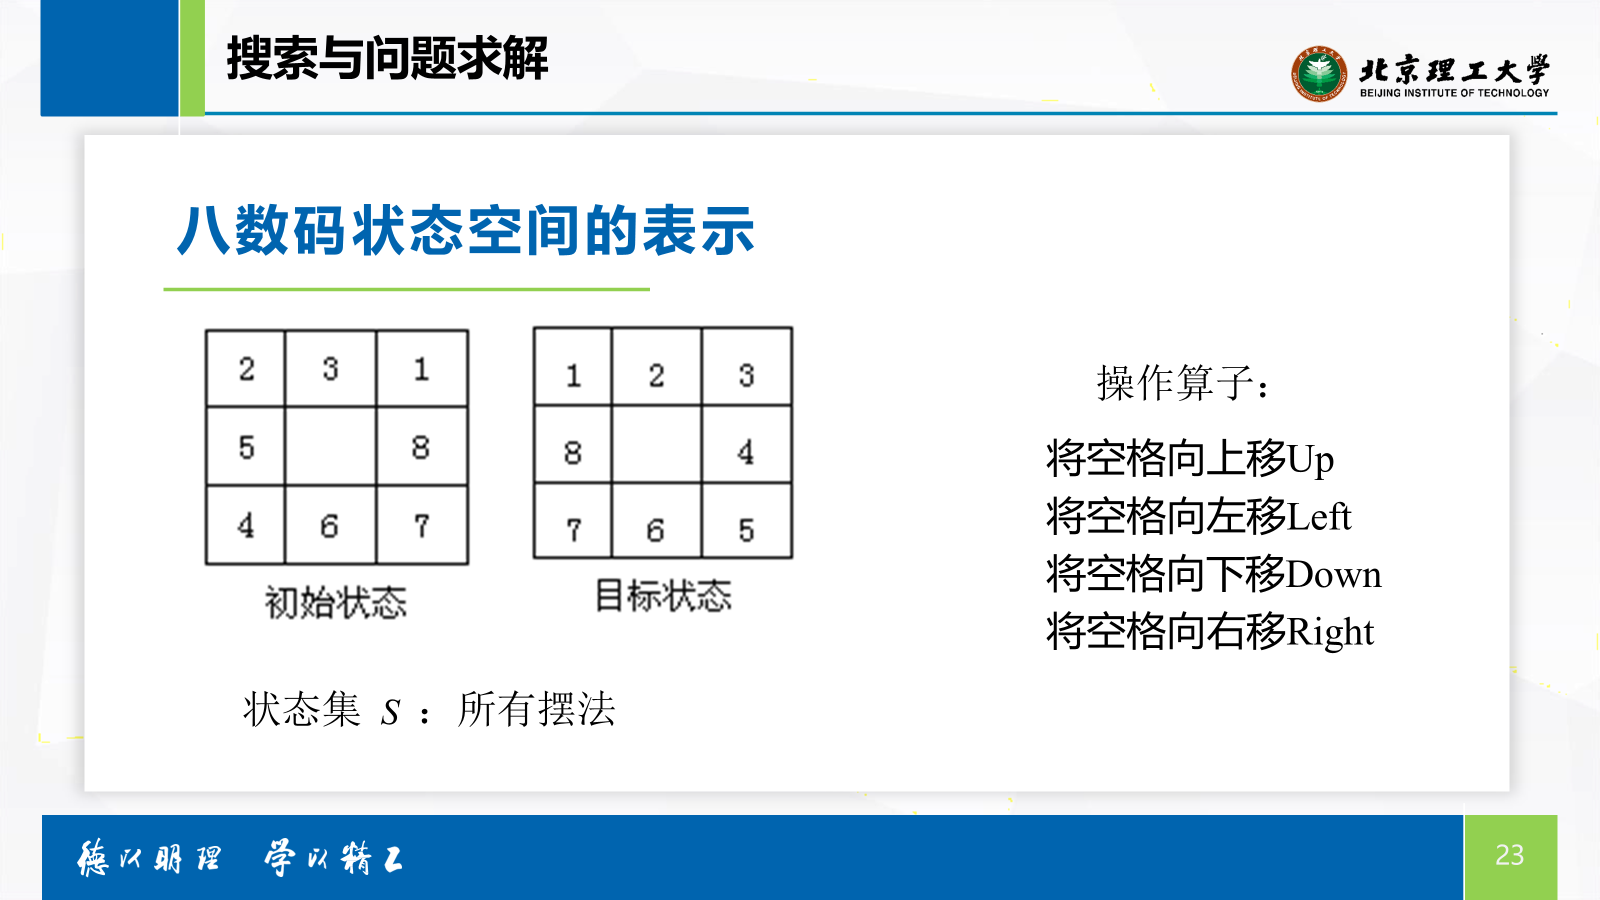 搜索与问题求解
北京理工大学
BEIJING INSTITUTE OF TECHNOLOGY
八数码状态空间的表示
2 3 1
5 8
4 6 7
初始状态
1 2 3
8 4
7 6 5
目标状态
操作算子：
将空格向上移Up
将空格向左移Left
将空格向下移Down
将空格向右移Right
状态集 S ：所有摆法
德以明理 学以精工
23